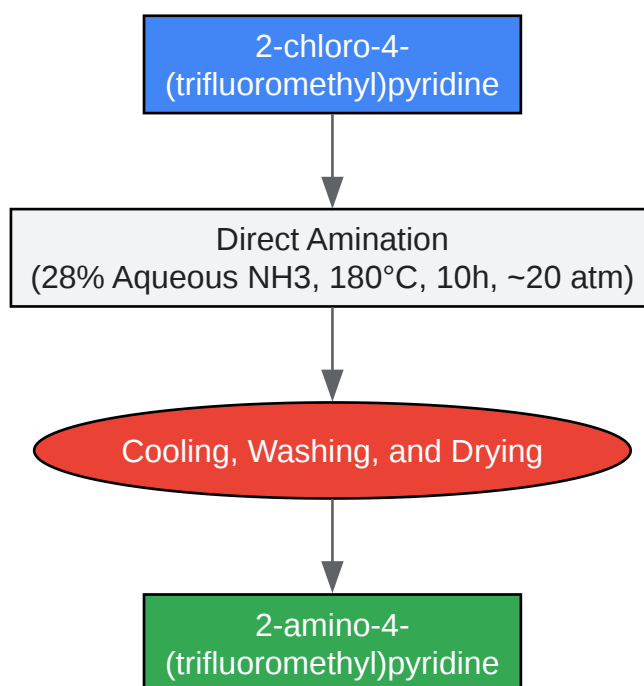 2-chloro-4-
(trifluoromethyl)pyridine
Direct Amination
(28% Aqueous NH3, 180°C, 10h, ~20 atm)
Cooling, Washing, and Drying
2-amino-4-
(trifluoromethyl)pyridine